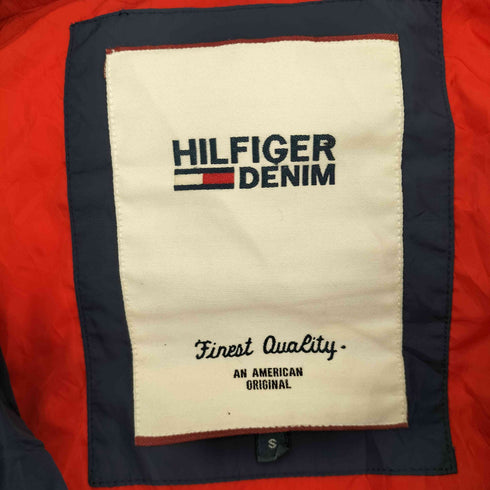 HILFIGER
DENIM
Finest Quality.
AN AMERICAN
ORIGINAL
S